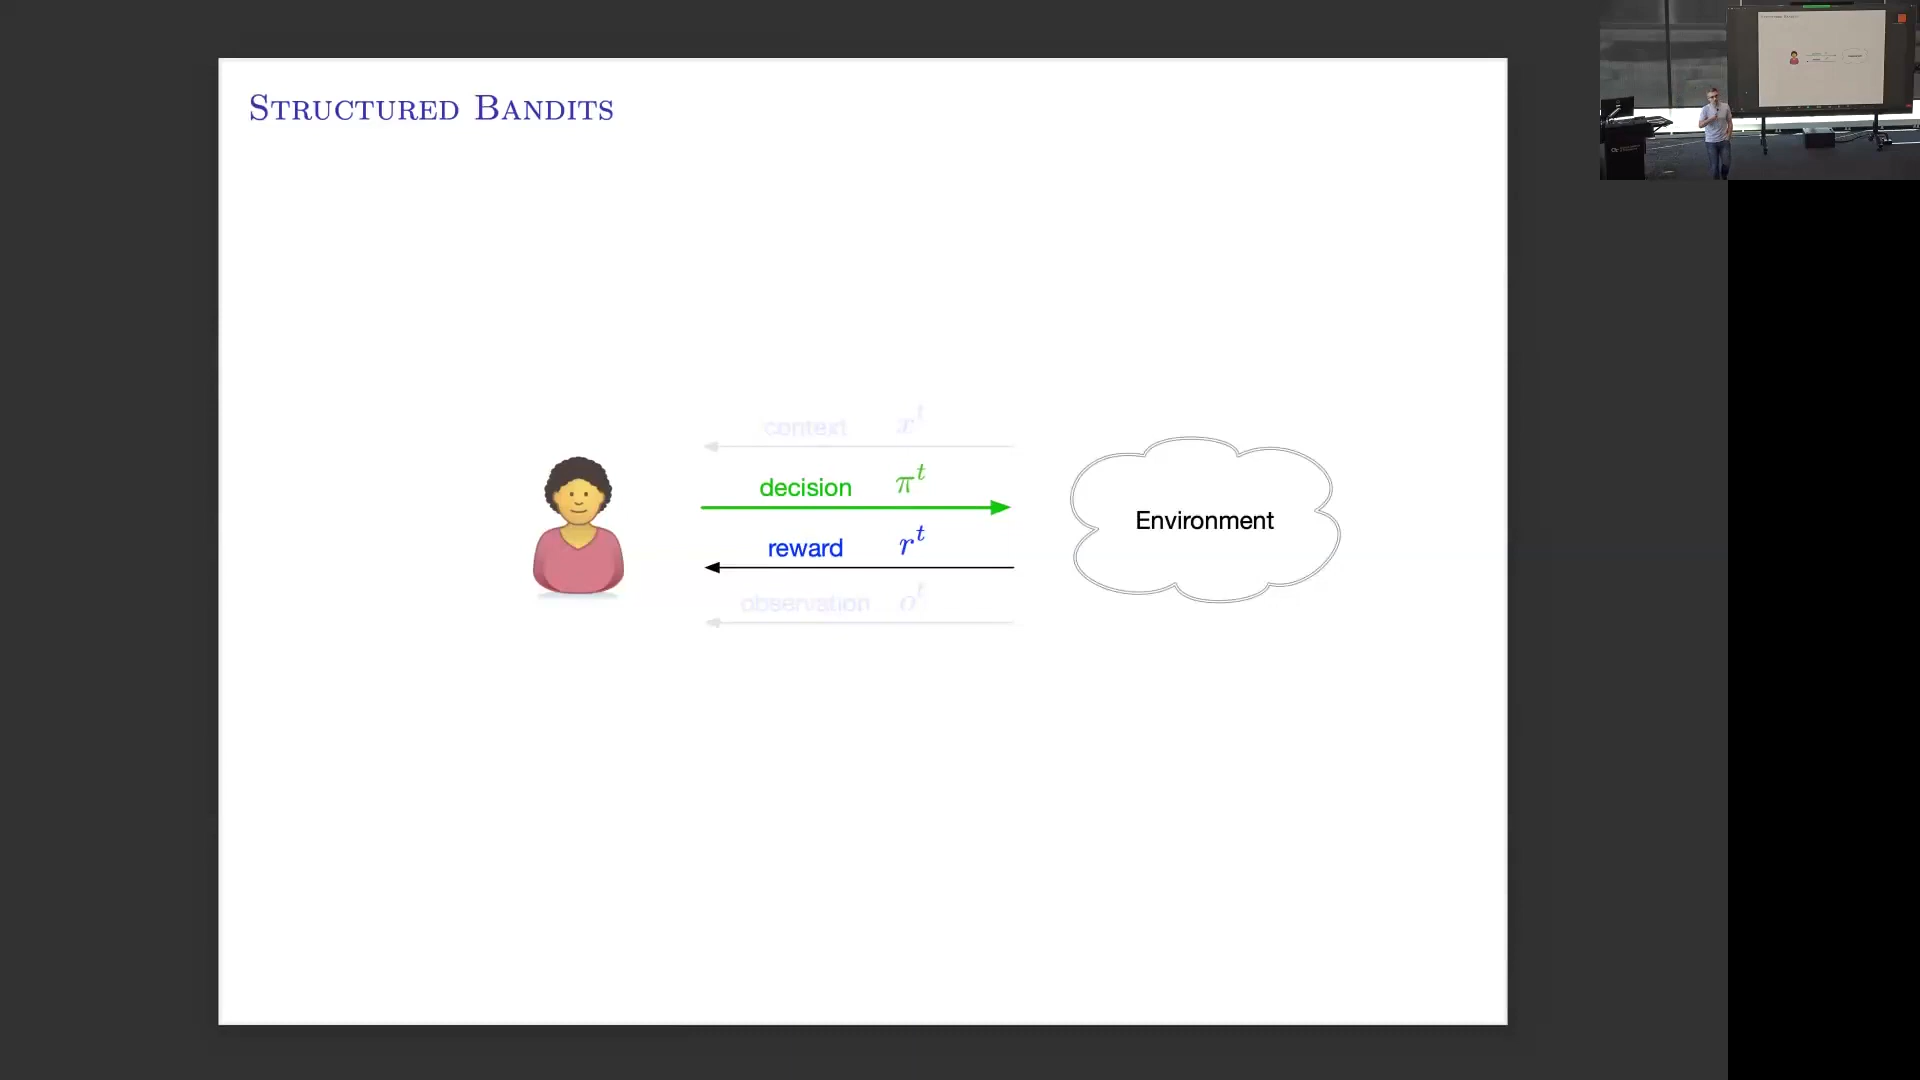 Structured Bandits
context x^t
decision π^t
reward r^t
observation o^t
Environment